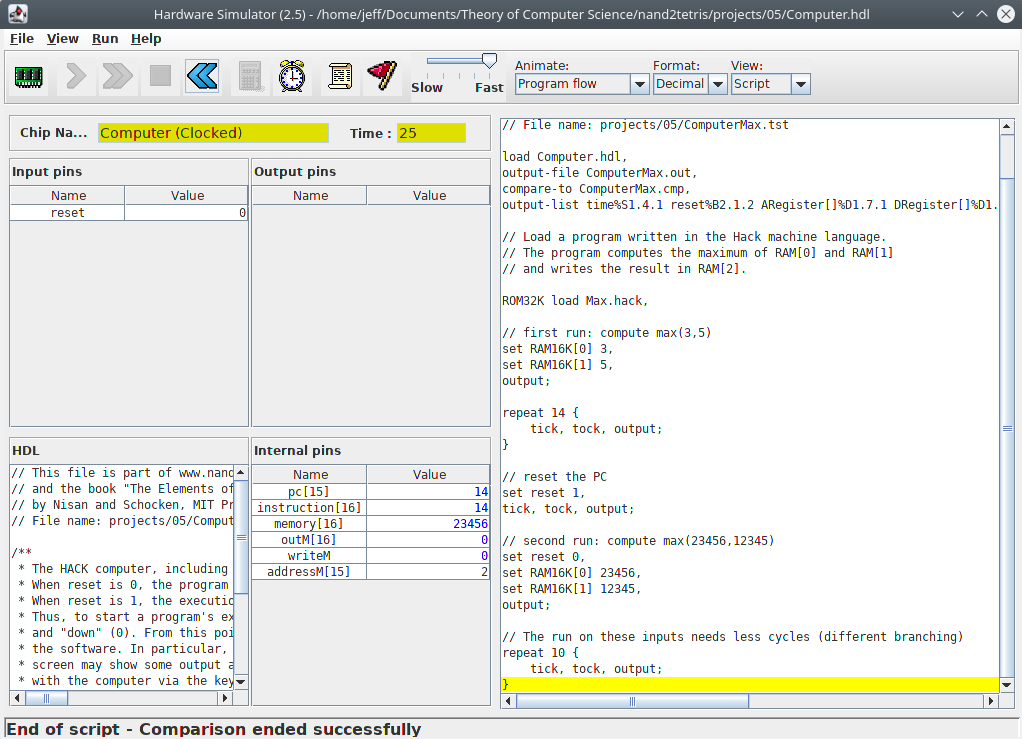 Hardware Simulator (2.5) - /home/jeff/Documents/Theory of Computer Science/nand2tetris/projects/05/Computer.hdl
File View Run Help
Slow Fast
Animate: Format: View:
Program flow Decimal Script
Chip Na... Computer (Clocked) Time : 25
Input pins
Name Value
reset 0
Output pins
Name Value
HDL
// This file is part of www.nand
// and the book "The Elements of
// by Nisan and Schocken, MIT Pr
// File name: projects/05/Comput
/**
* The HACK computer, including
* When reset is 0, the program
* When reset is 1, the executio
* Thus, to start a program's ex
* and "down" (0). From this poi
* the software. In particular,
* screen may show some output a
* with the computer via the key
Internal pins
Name Value
pc[15] 14
instruction[16] 14
memory[16] 23456
outM[16] 0
writeM 0
addressM[15] 2
// File name: projects/05/ComputerMax.tst
load Computer.hdl,
output-file ComputerMax.out,
compare-to ComputerMax.cmp,
output-list time%S1.4.1 reset%B2.1.2 ARegister[]%D1.7.1 DRegister[]%D1.
// Load a program written in the Hack machine language.
// The program computes the maximum of RAM[0] and RAM[1]
// and writes the result in RAM[2].
ROM32K load Max.hack,
// first run: compute max(3,5)
set RAM16K[0] 3,
set RAM16K[1] 5,
output;
repeat 14 {
tick, tock, output;
}
// reset the PC
set reset 1,
tick, tock, output;
// second run: compute max(23456,12345)
set reset 0,
set RAM16K[0] 23456,
set RAM16K[1] 12345,
output;
// The run on these inputs needs less cycles (different branching)
repeat 10 {
tick, tock, output;
}
End of script - Comparison ended successfully